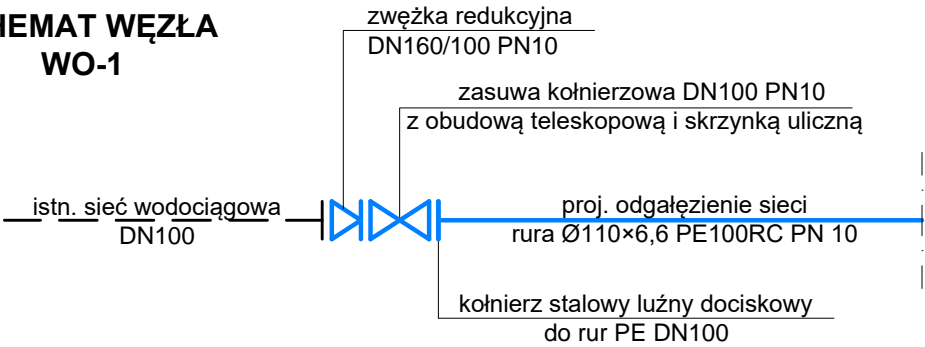 HEMAT WĘZŁA
WO-1
zwężka redukcyjna
DN160/100 PN10
zasuwa kołnierzowa DN100 PN10
z obudową teleskopową i skrzynką uliczną
istn. sieć wodociągowa
DN100
proj. odgałęzienie sieci
rura Ø110×6,6 PE100RC PN 10
kołnierz stalowy luźny dociskowy
do rur PE DN100